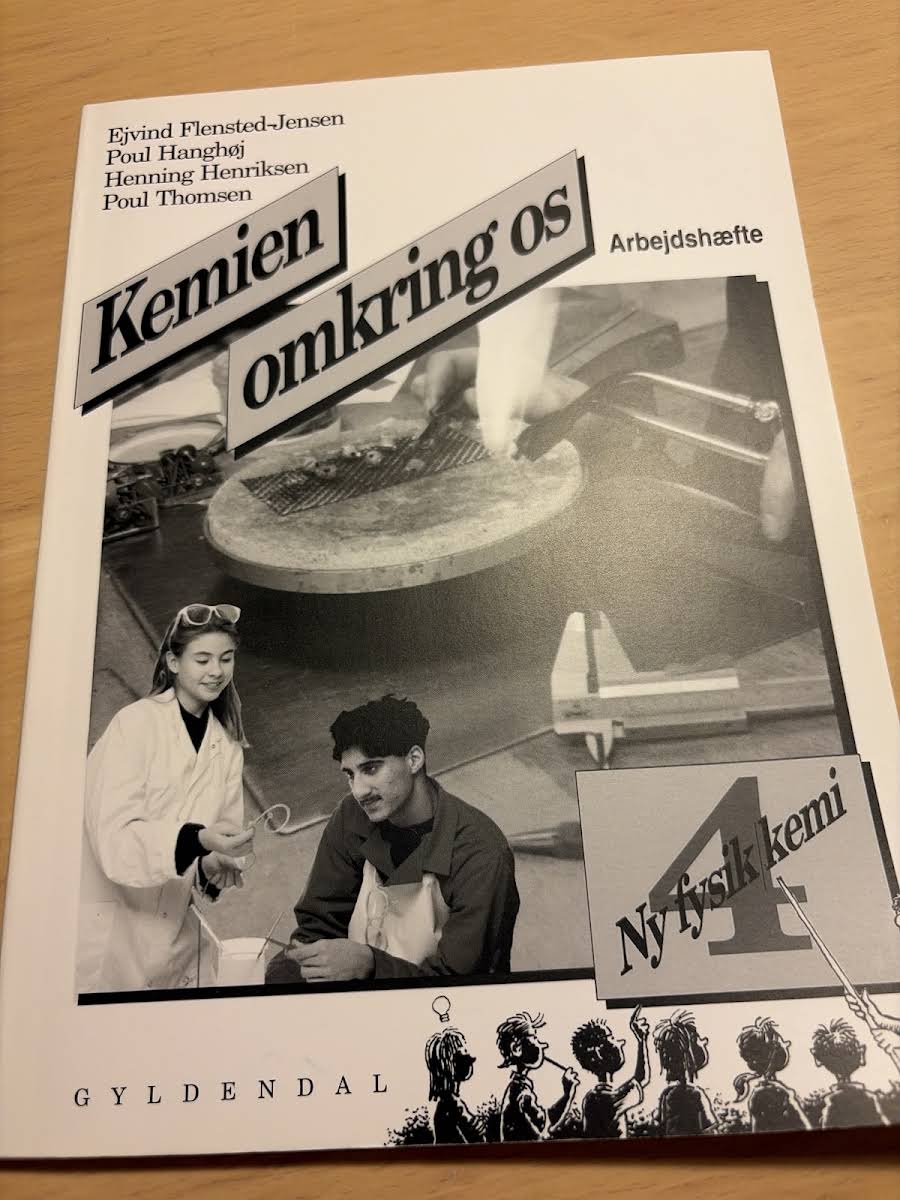 Ejvind Flensted-Jensen
Poul Hanghøj
Henning Henriksen
Poul Thomsen
Kemien
omkring os
Arbejdshæfte
4
Ny fysik/kemi
GYLDENDAL